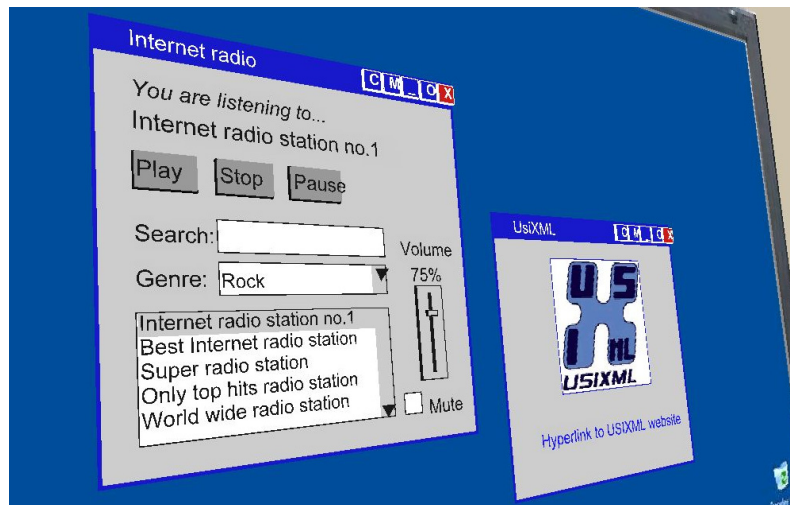 Internet radio
C M _ O X
You are listening to...
Internet radio station no.1
Play Stop Pause
Search:
Volume
Genre: Rock
75%
Internet radio station no.1
Best Internet radio station
Super radio station
Only top hits radio station
World wide radio station
Mute
UsiXML
C M _ O X
U S
I ML
USIXML
Hyperlink to USIXML website